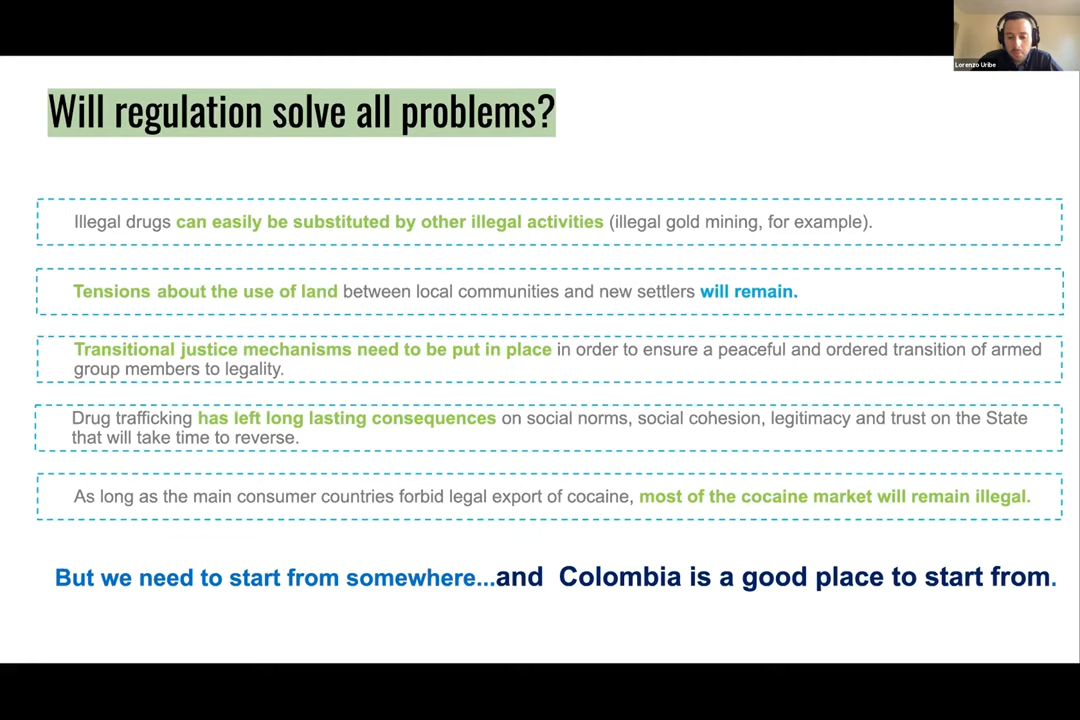 Lorenzo Uribe
Will regulation solve all problems?
Illegal drugs can easily be substituted by other illegal activities (illegal gold mining, for example).
Tensions about the use of land between local communities and new settlers will remain.
Transitional justice mechanisms need to be put in place in order to ensure a peaceful and ordered transition of armed
group members to legality.
Drug trafficking has left long lasting consequences on social norms, social cohesion, legitimacy and trust on the State
that will take time to reverse.
As long as the main consumer countries forbid legal export of cocaine, most of the cocaine market will remain illegal.
But we need to start from somewhere...and Colombia is a good place to start from.